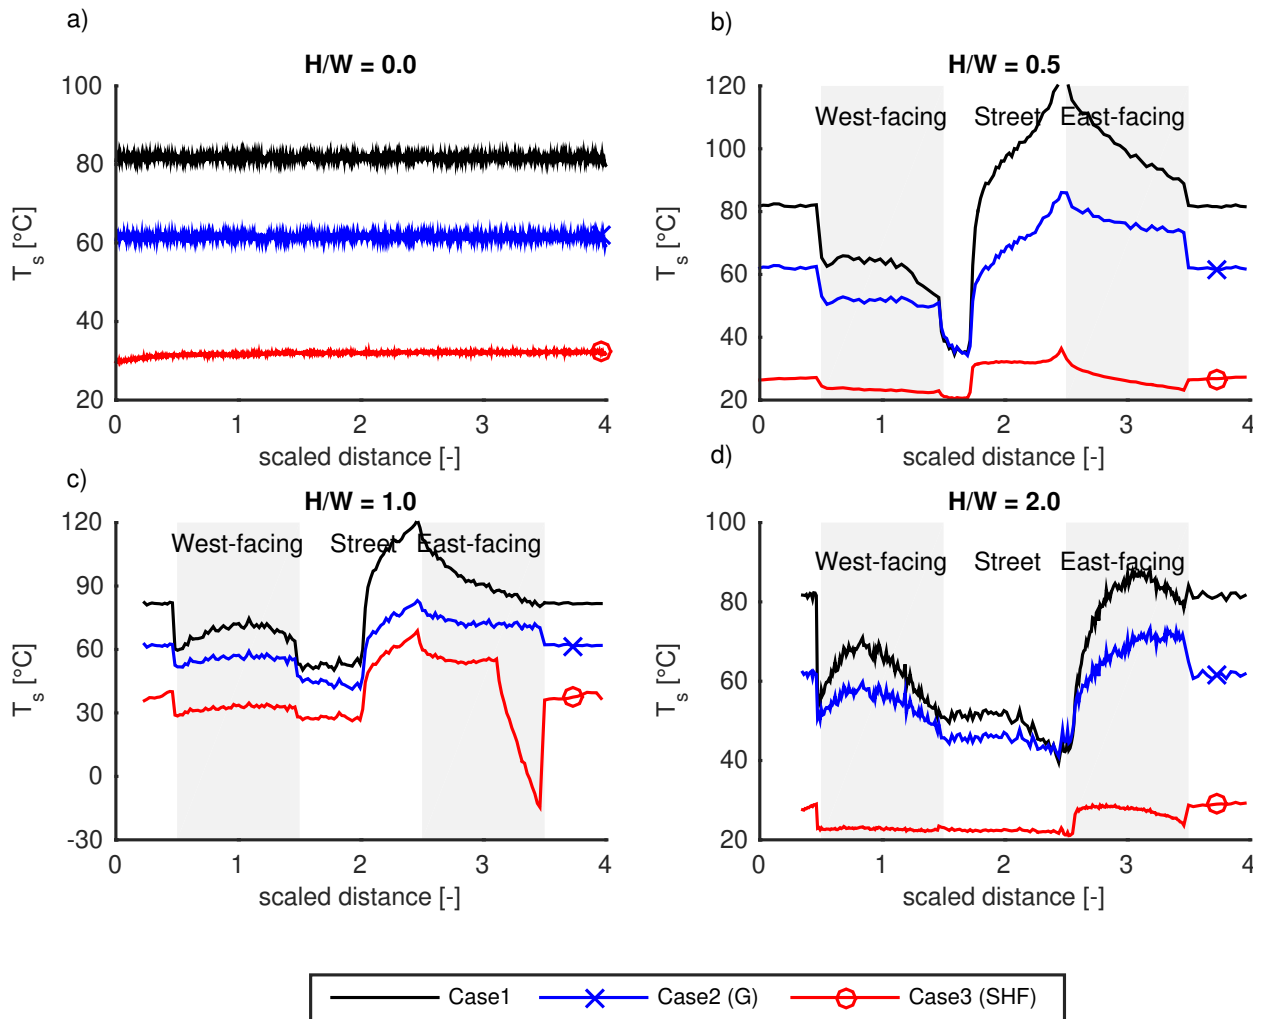 a)
H/W = 0.0
100
80
60
40
20
T_s [°C]
0 1 2 3 4
scaled distance [-]
b)
H/W = 0.5
West-facing Street East-facing
120
100
80
60
40
20
T_s [°C]
0 1 2 3 4
scaled distance [-]
c)
H/W = 1.0
West-facing Street East-facing
120
90
60
30
0
-30
T_s [°C]
0 1 2 3 4
scaled distance [-]
d)
H/W = 2.0
West-facing Street East-facing
100
80
60
40
20
T_s [°C]
0 1 2 3 4
scaled distance [-]
Case1 Case2 (G) Case3 (SHF)